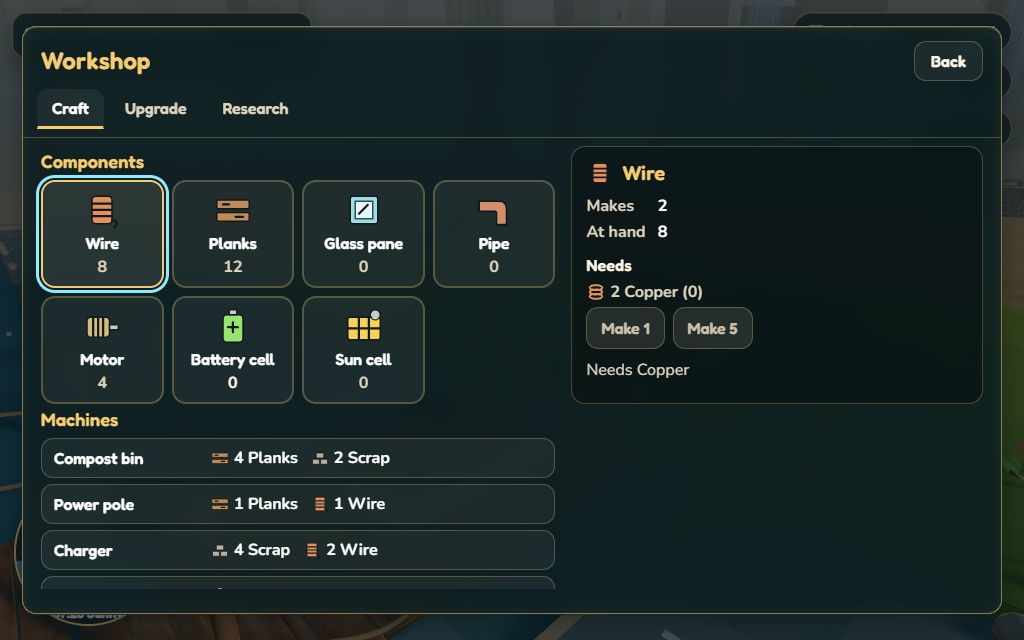 Workshop
Back
Craft
Upgrade
Research
Components
Wire
8
Planks
12
Glass pane
0
Pipe
0
Motor
4
Battery cell
0
Sun cell
0
Machines
Compost bin 4 Planks 2 Scrap
Power pole 1 Planks 1 Wire
Charger 4 Scrap 2 Wire
Wire
Makes 2
At hand 8
Needs
2 Copper (0)
Make 1
Make 5
Needs Copper